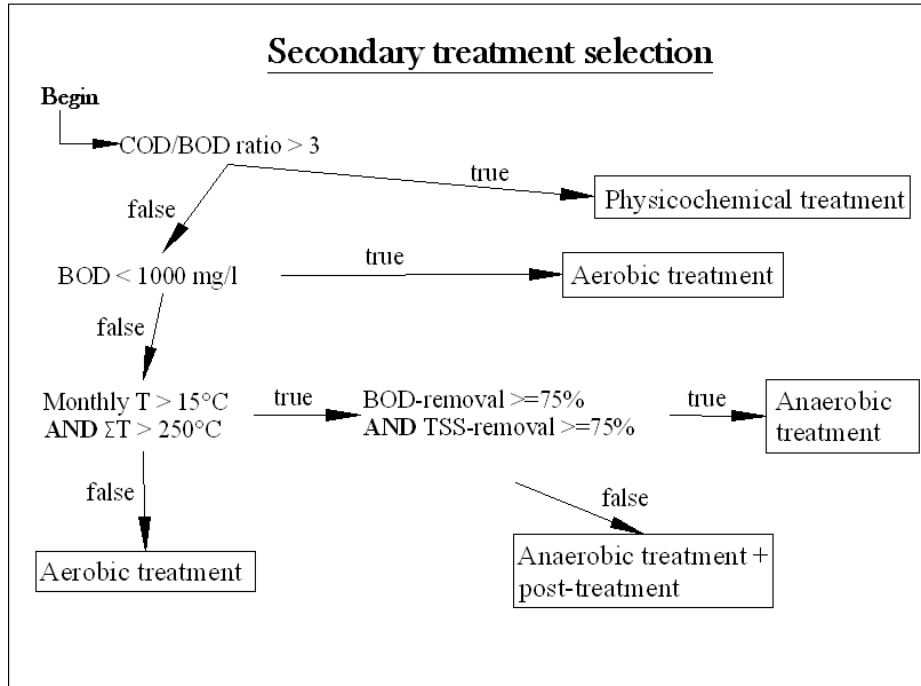 Secondary treatment selection
Begin
COD/BOD ratio > 3
true
Physicochemical treatment
false
BOD < 1000 mg/l
true
Aerobic treatment
false
Monthly T > 15°C
AND ΣT > 250°C
true
BOD-removal >=75%
AND TSS-removal >=75%
true
Anaerobic
treatment
false
Aerobic treatment
false
Anaerobic treatment +
post-treatment